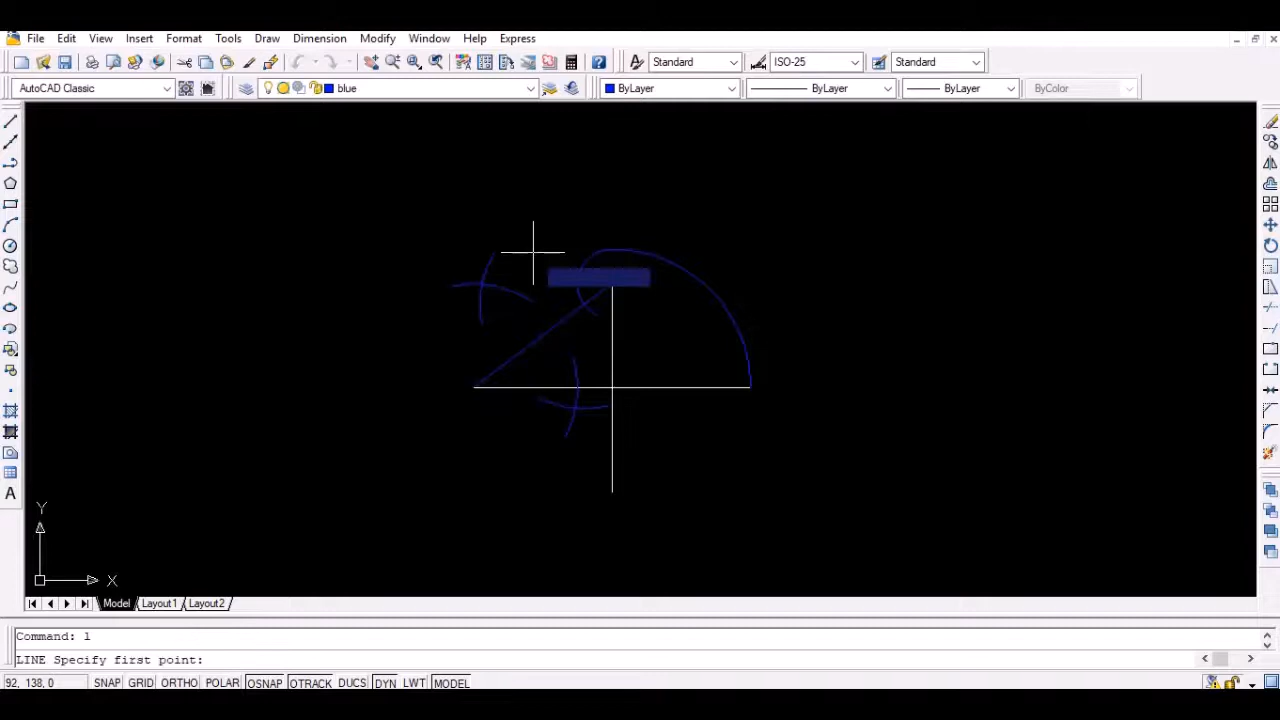 File Edit View Insert Format Tools Draw Dimension Modify Window Help Express
Standard ISO-25 Standard
AutoCAD Classic blue ByLayer ByLayer ByLayer ByColor
A
Y
X
Model Layout1 Layout2
Command: l
LINE Specify first point:
92, 138, 0 SNAP GRID ORTHO POLAR OSNAP OTRACK DUCS DYN LWT MODEL